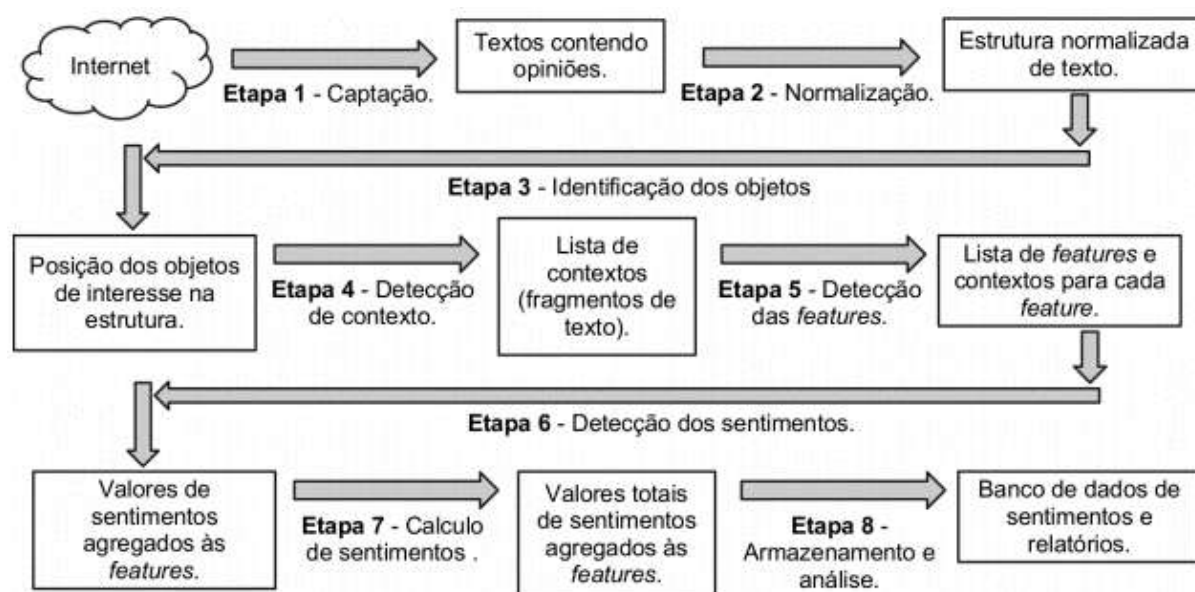 Internet
Etapa 1 - Captação.
Textos contendo
opiniões.
Etapa 2 - Normalização.
Estrutura normalizada
de texto.
Etapa 3 - Identificação dos objetos
Posição dos objetos
de interesse na
estrutura.
Etapa 4 - Detecção
de contexto.
Lista de
contextos
(fragmentos de
texto).
Etapa 5 - Detecção
das features.
Lista de features e
contextos para cada
feature.
Etapa 6 - Detecção dos sentimentos.
Valores de
sentimentos
agregados às
features.
Etapa 7 - Calculo
de sentimentos .
Valores totais
de sentimentos
agregados às
features.
Etapa 8 -
Armazenamento e
análise.
Banco de dados de
sentimentos e
relatórios.